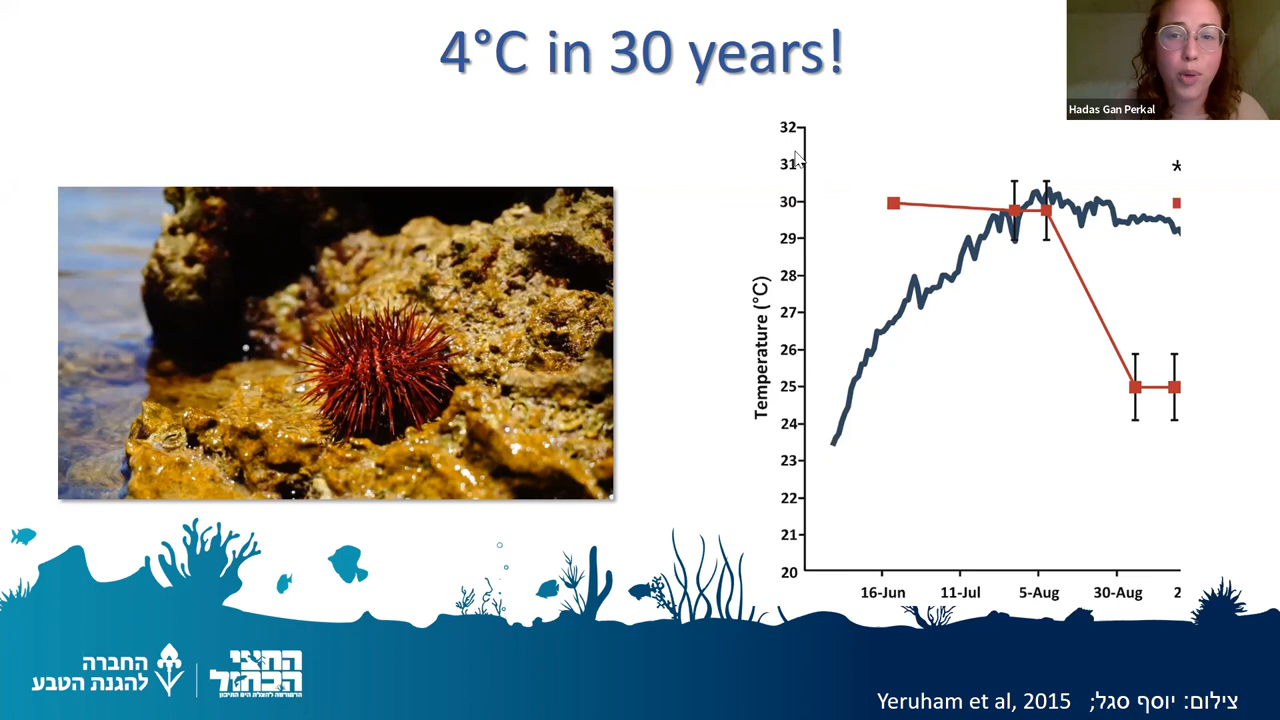 4°C in 30 years!
Hadas Gan Perkal
32
31
30
29
28
27
26
25
24
23
22
21
20
Temperature (°C)
*
16-Jun 11-Jul 5-Aug 30-Aug 2
החברה
להגנת הטבע
החצי
הכחול
Yeruham et al, 2015 צילום: יוסף סגל;